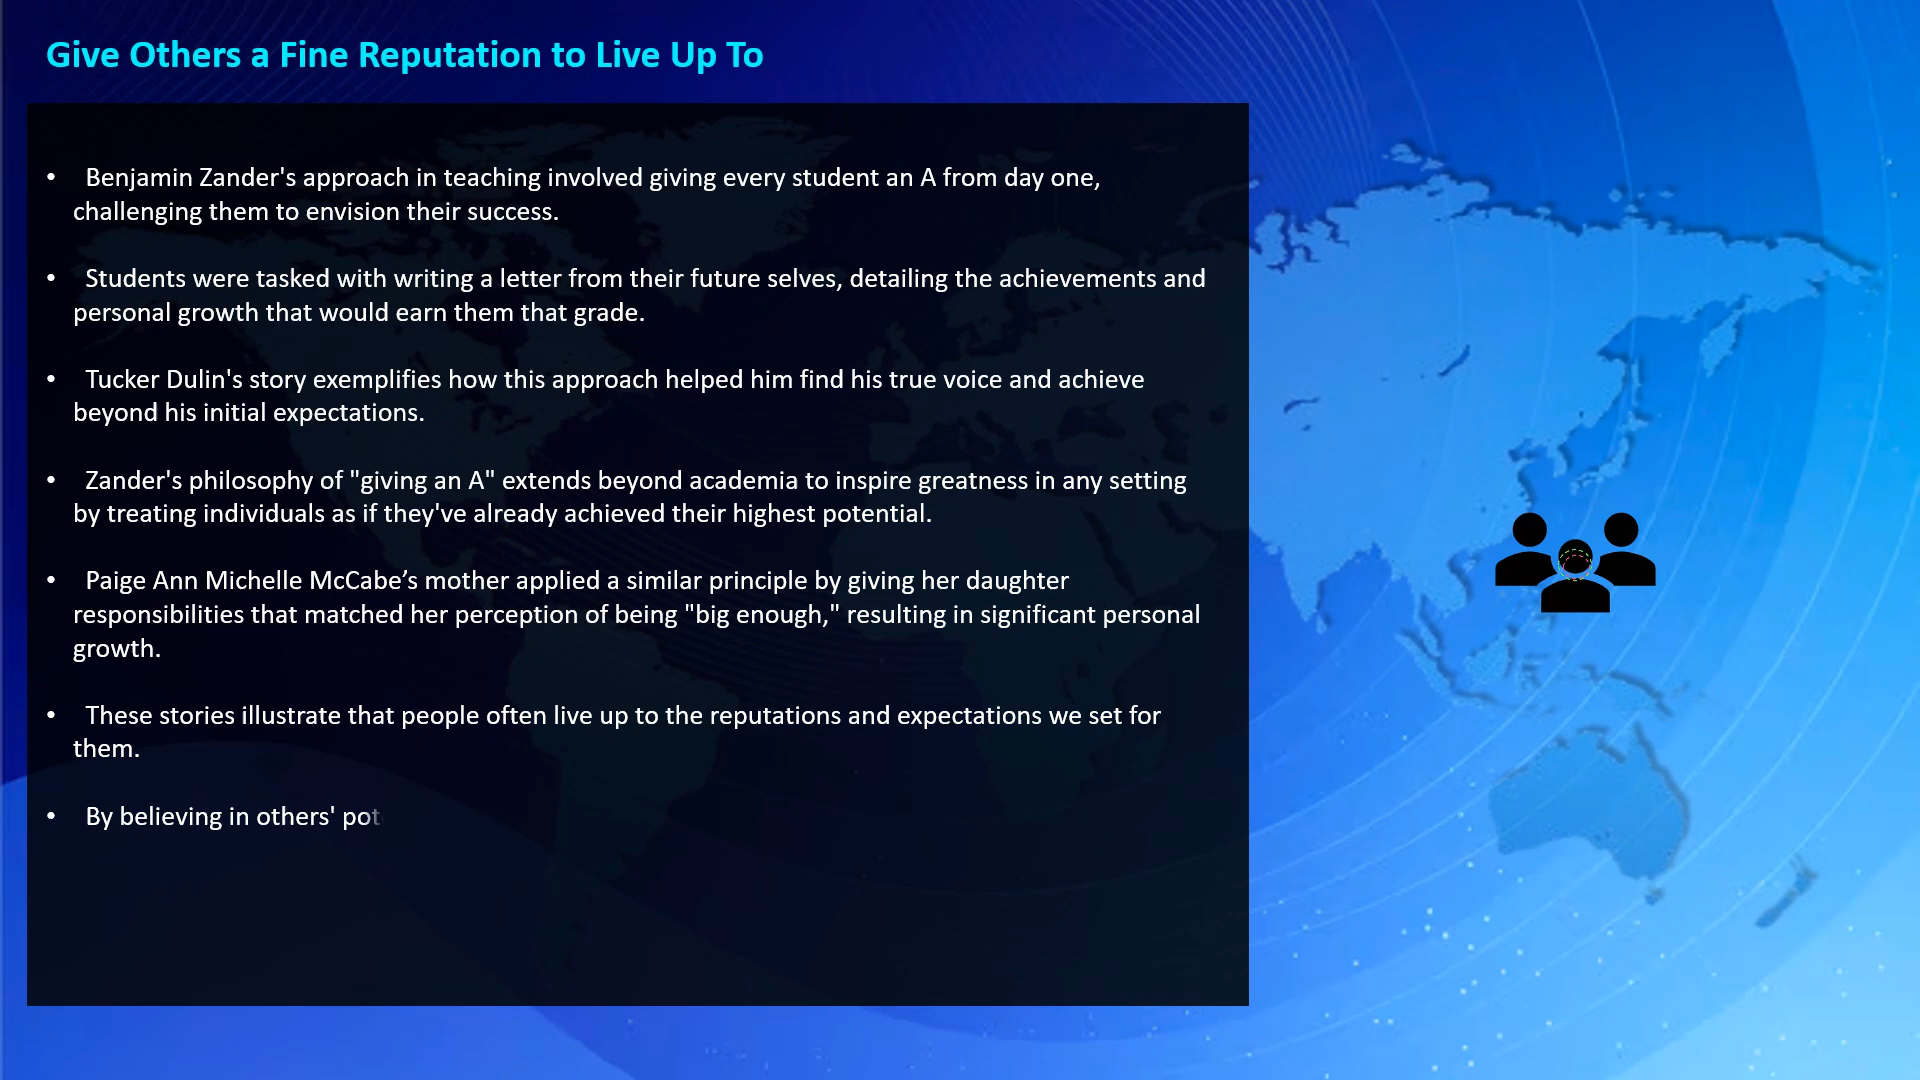 Give Others a Fine Reputation to Live Up To
• Benjamin Zander's approach in teaching involved giving every student an A from day one,
challenging them to envision their success.
• Students were tasked with writing a letter from their future selves, detailing the achievements and
personal growth that would earn them that grade.
• Tucker Dulin's story exemplifies how this approach helped him find his true voice and achieve
beyond his initial expectations.
• Zander's philosophy of "giving an A" extends beyond academia to inspire greatness in any setting
by treating individuals as if they've already achieved their highest potential.
• Paige Ann Michelle McCabe’s mother applied a similar principle by giving her daughter
responsibilities that matched her perception of being "big enough," resulting in significant personal
growth.
• These stories illustrate that people often live up to the reputations and expectations we set for
them.
• By believing in others'